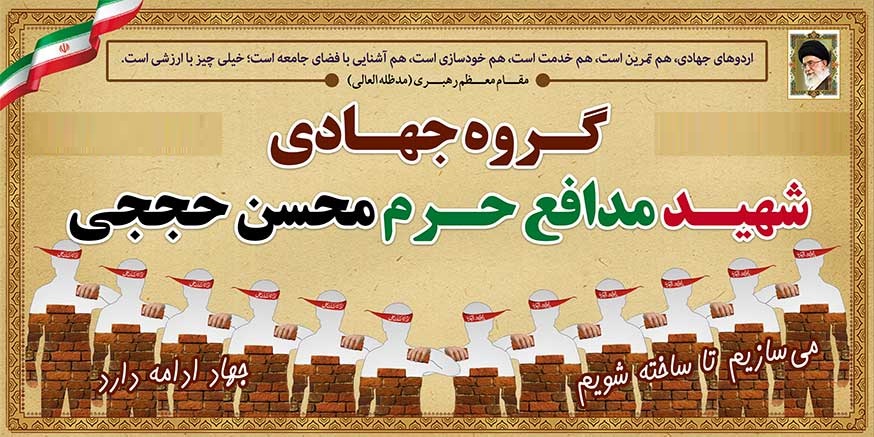 اردوهای جهادی، هم تمرین است، هم خدمت است، هم خودسازی است، هم آشنایی با فضای جامعه است؛ خیلی چیز با ارزشی است.
مقام معظم رهبری (مدظله العالی)
گروه جهادی
شهید مدافع حرم محسن حججی
می سازیم تا ساخته شویم
جهاد ادامه دارد